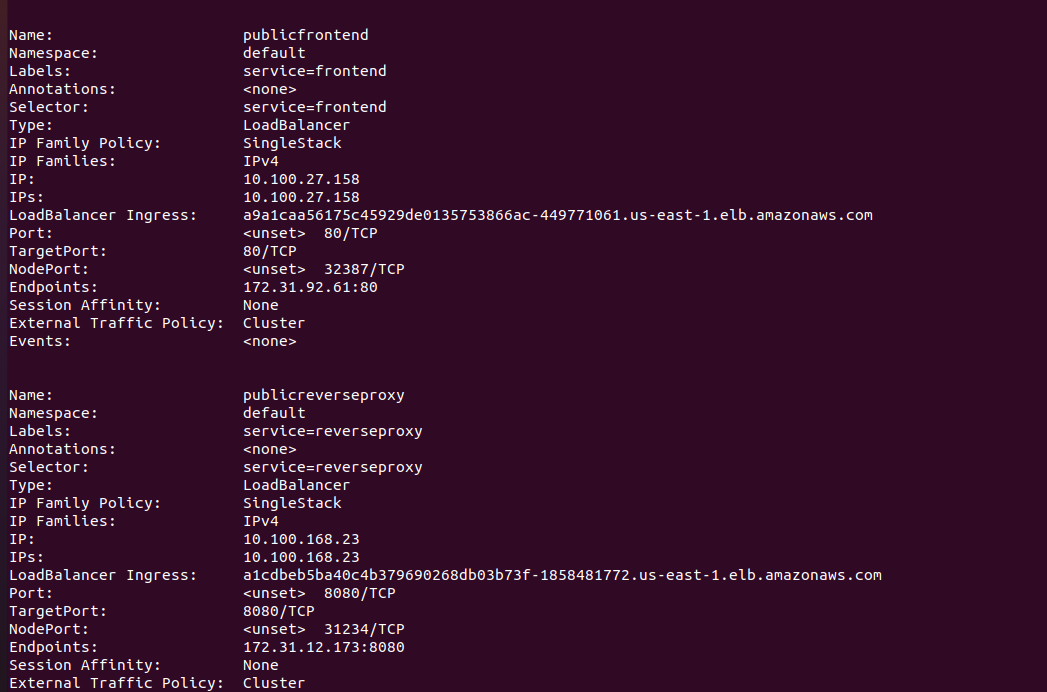 Name: publicfrontend
Namespace: default
Labels: service=frontend
Annotations: <none>
Selector: service=frontend
Type: LoadBalancer
IP Family Policy: SingleStack
IP Families: IPv4
IP: 10.100.27.158
IPs: 10.100.27.158
LoadBalancer Ingress: a9a1caa56175c45929de0135753866ac-449771061.us-east-1.elb.amazonaws.com
Port: <unset> 80/TCP
TargetPort: 80/TCP
NodePort: <unset> 32387/TCP
Endpoints: 172.31.92.61:80
Session Affinity: None
External Traffic Policy: Cluster
Events: <none>
Name: publicreverseproxy
Namespace: default
Labels: service=reverseproxy
Annotations: <none>
Selector: service=reverseproxy
Type: LoadBalancer
IP Family Policy: SingleStack
IP Families: IPv4
IP: 10.100.168.23
IPs: 10.100.168.23
LoadBalancer Ingress: a1cdbeb5ba40c4b379690268db03b73f-1858481772.us-east-1.elb.amazonaws.com
Port: <unset> 8080/TCP
TargetPort: 8080/TCP
NodePort: <unset> 31234/TCP
Endpoints: 172.31.12.173:8080
Session Affinity: None
External Traffic Policy: Cluster